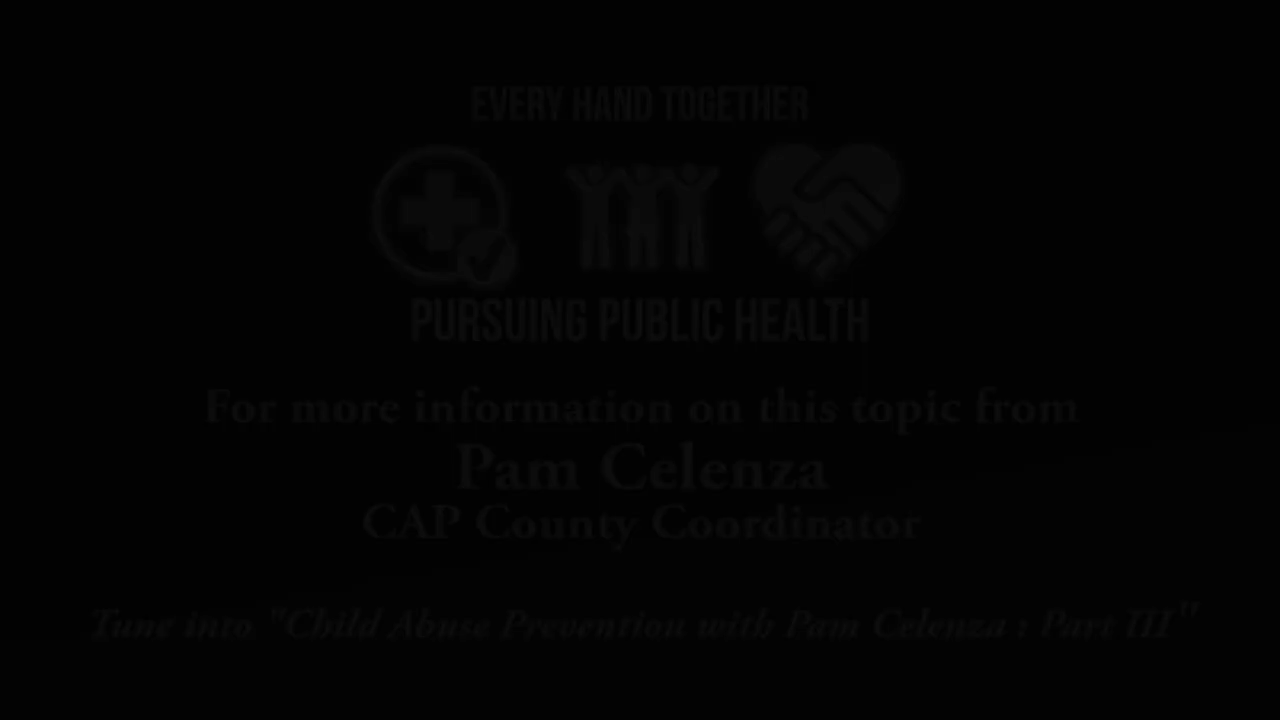 EVERY HAND TOGETHER
PURSUING PUBLIC HEALTH
For more information on this topic from
Pam Celenza
CAP County Coordinator
Tune into "Child Abuse Prevention with Pam Celenza : Part III"